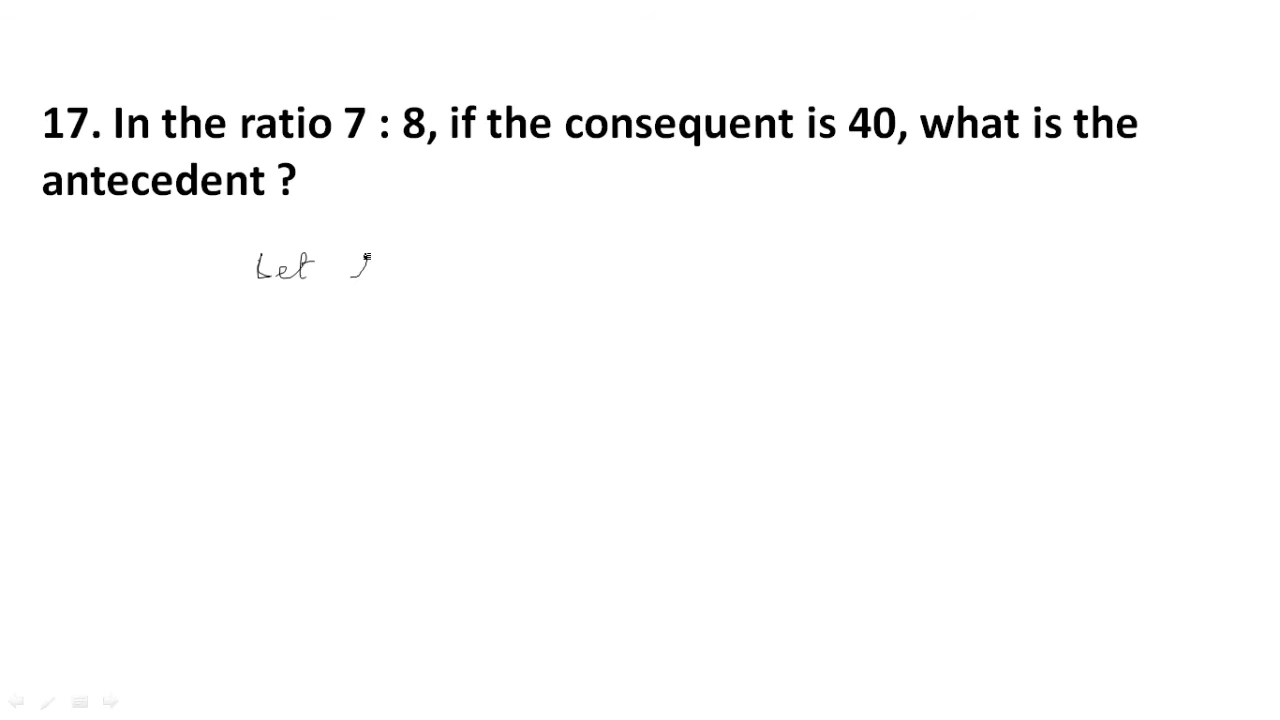 17. In the ratio 7 : 8, if the consequent is 40, what is the
antecedent ?
Let